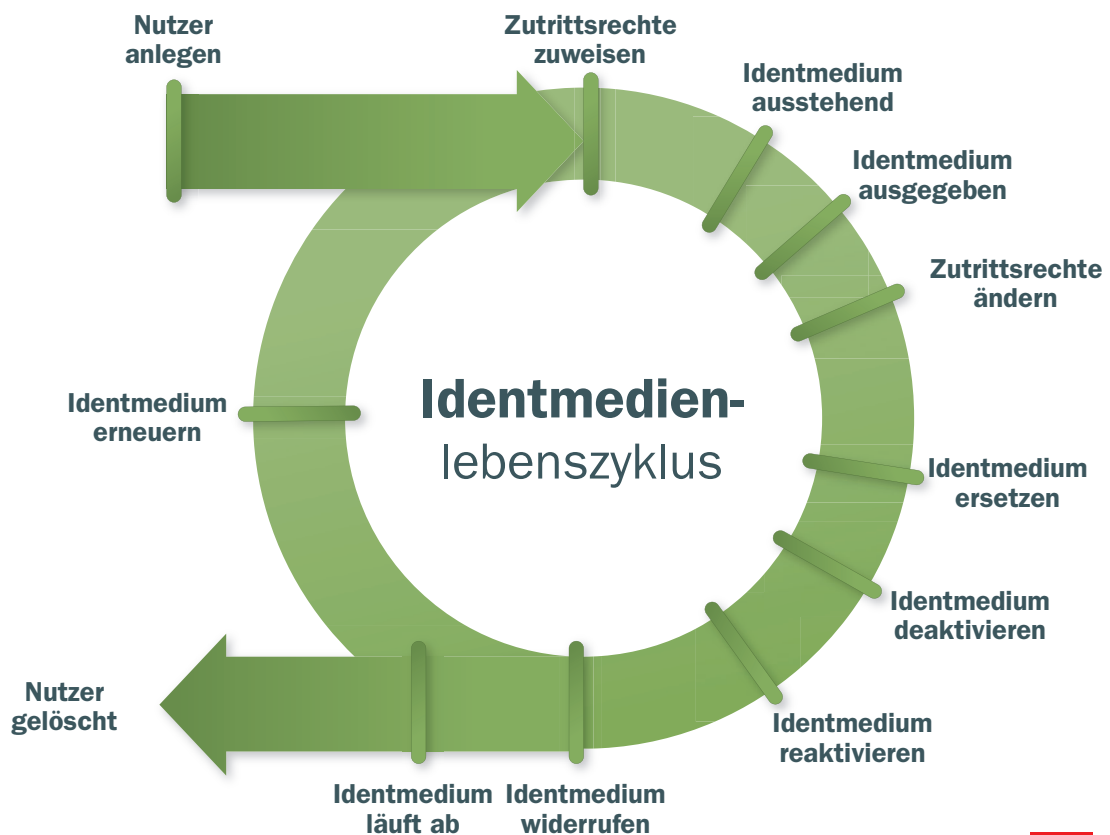 Nutzer
anlegen
Zutrittsrechte
zuweisen
Identmedium
ausstehend
Identmedium
ausgegeben
Zutrittsrechte
ändern
Identmedium
ersetzen
Identmedium
deaktivieren
Identmedium
reaktivieren
Identmedium
widerrufen
Identmedium
läuft ab
Nutzer
gelöscht
Identmedium
erneuern
Identmedien-
lebenszyklus